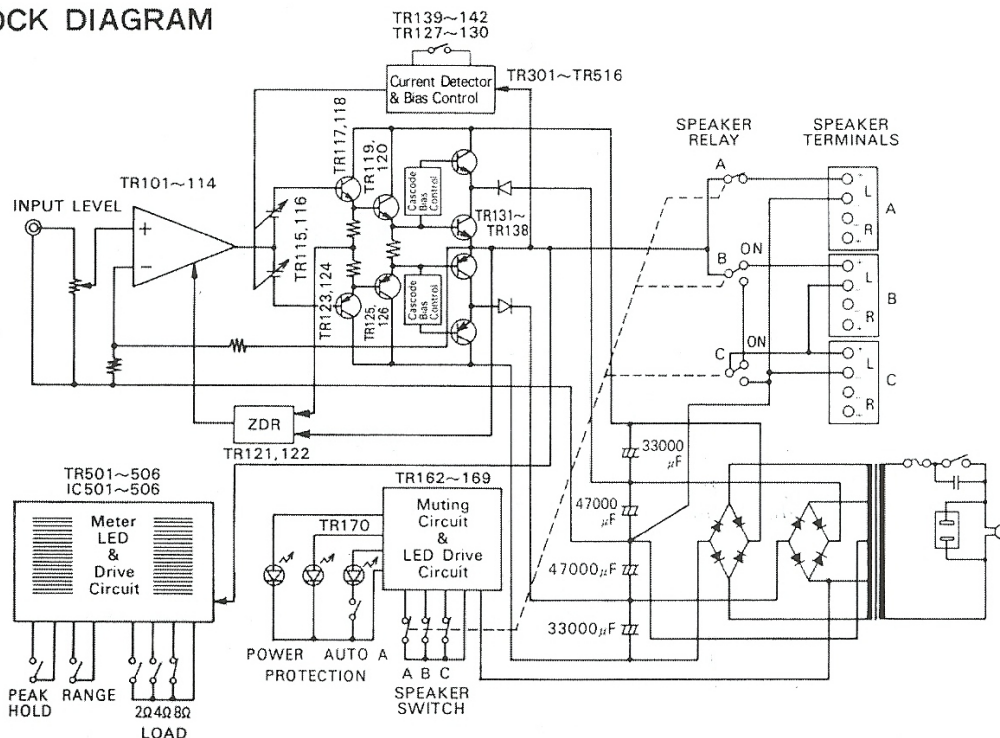 OCK DIAGRAM
TR139~142
TR127~130
Current Detector
& Bias Control
TR301~TR516
TR117,118
TR119,
120
Cascode
Bias
Control
TR131~
TR138
TR101~114
INPUT LEVEL
+
−
TR115,116
TR123,124
TR125,
126
Cascode
Bias
Control
ZDR
TR121,122
SPEAKER
RELAY
SPEAKER
TERMINALS
A
+
-
L
-
R
+
A
B
ON
+
-
L
-
R
+
B
C
ON
+
-
L
-
R
+
C
33000
μF
47000
μF
47000μF
33000μF
TR501~506
IC501~506
Meter
LED
&
Drive
Circuit
PEAK
HOLD
RANGE
2Ω 4Ω 8Ω
LOAD
TR162~169
Muting
Circuit
&
LED Drive
Circuit
TR170
POWER
AUTO A
PROTECTION
A B C
SPEAKER
SWITCH